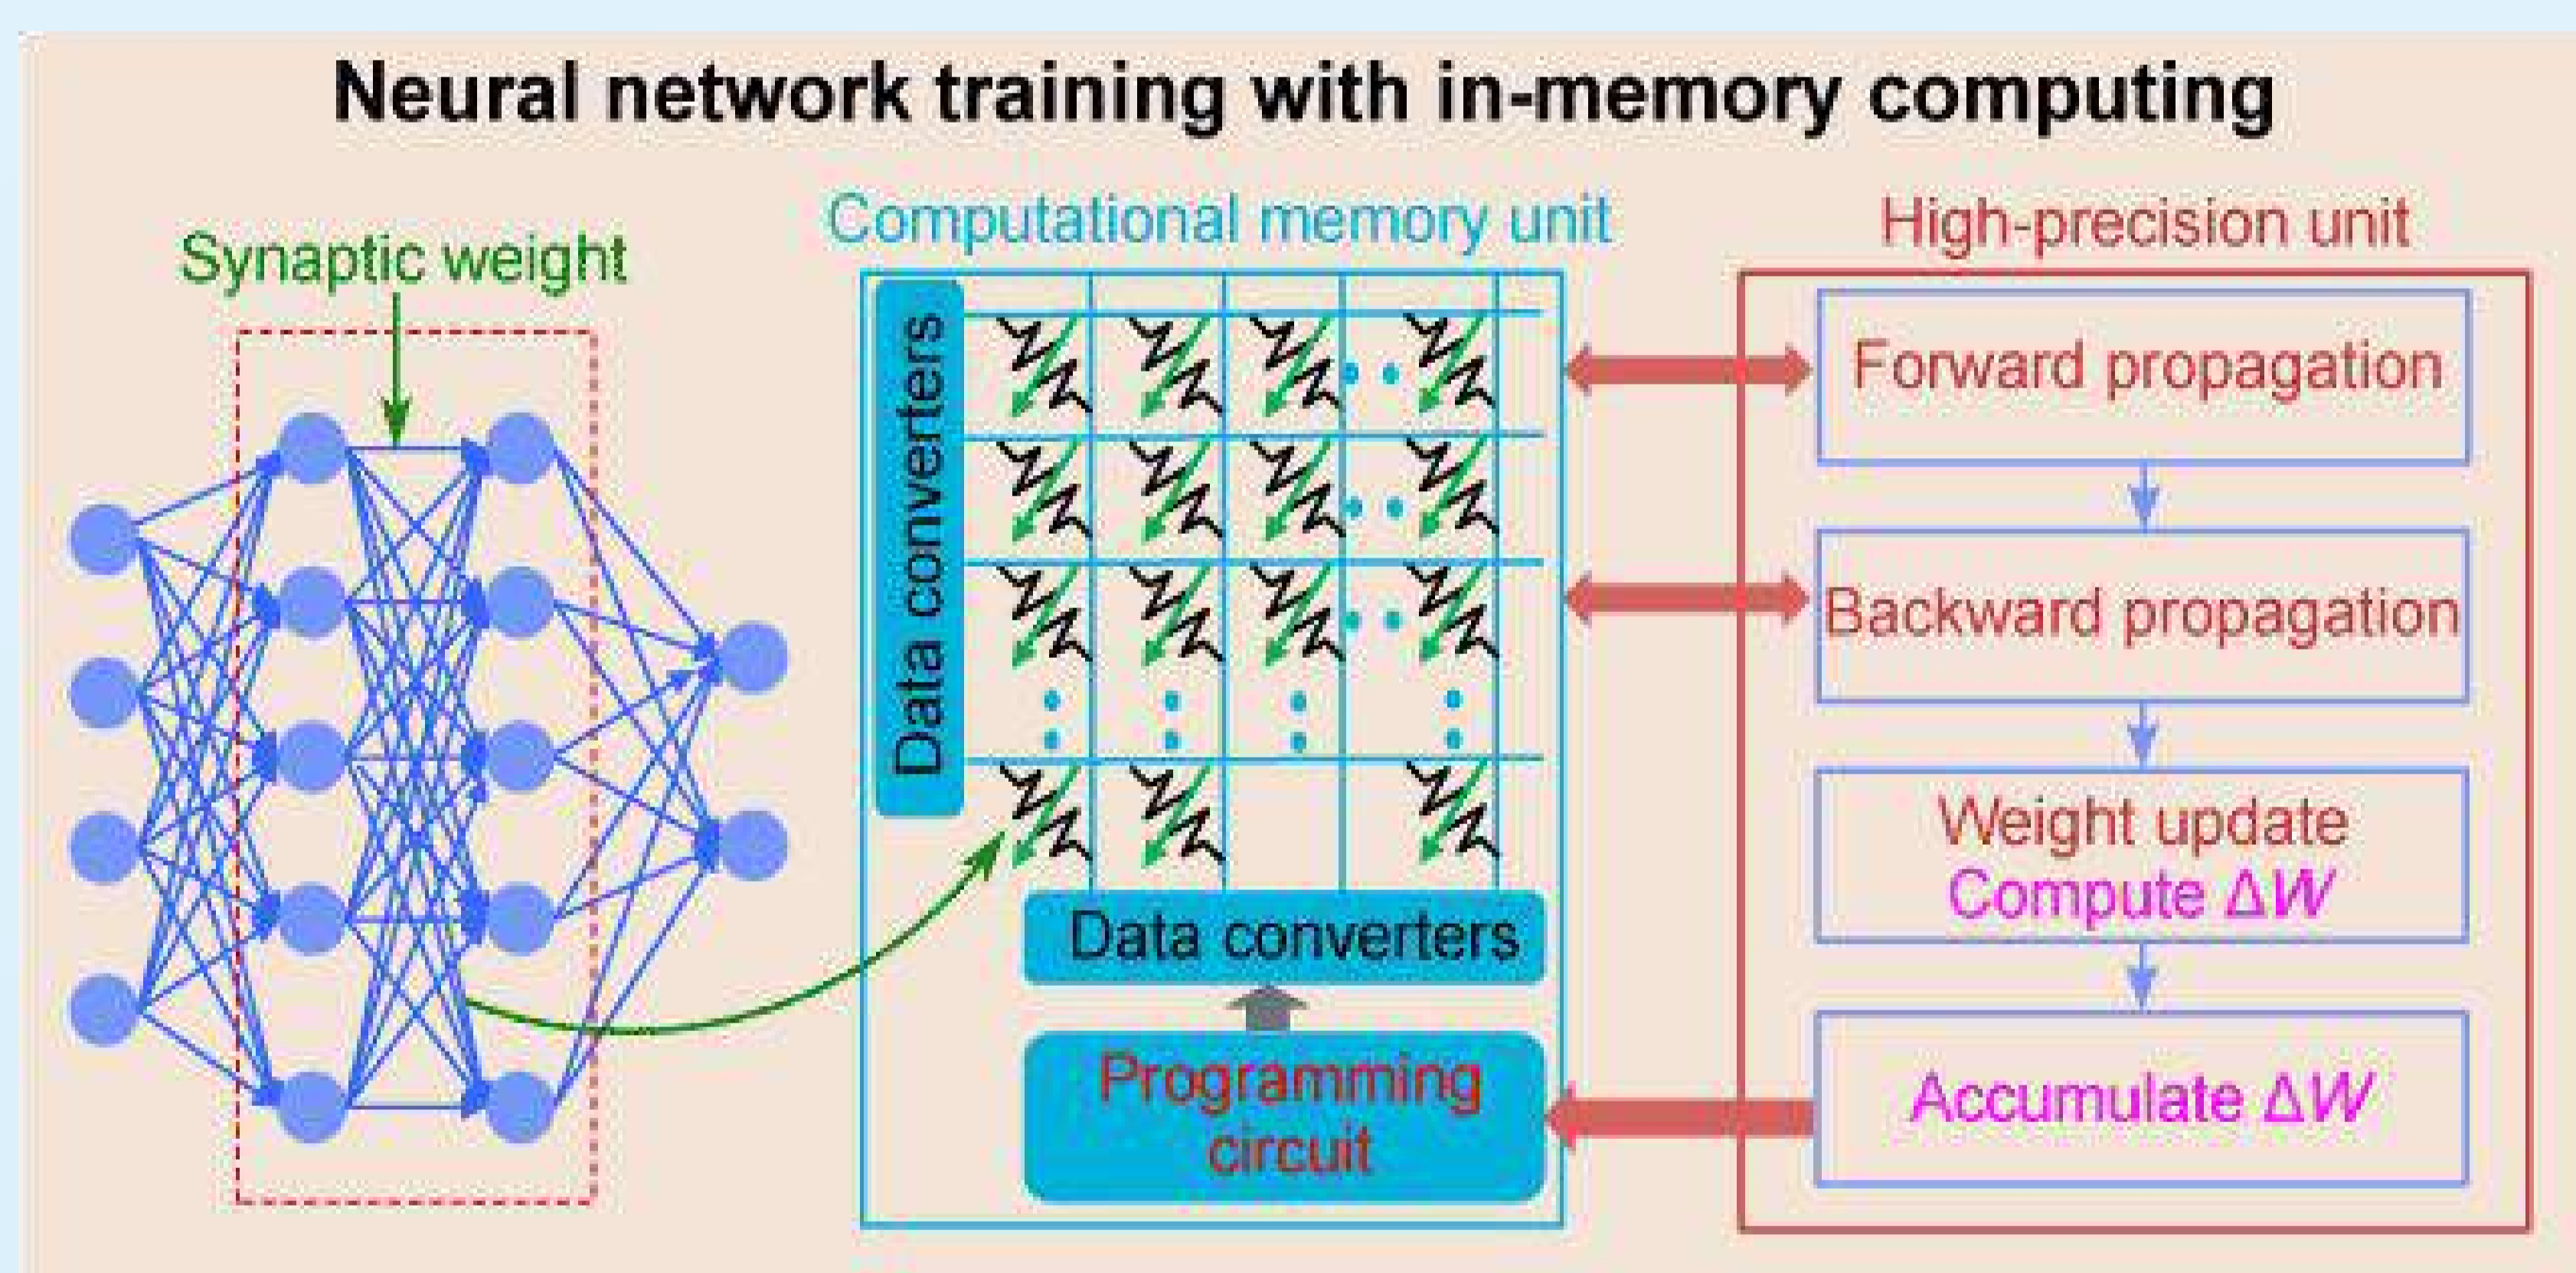 Neural network training with in-memory computing
Synaptic weight
Computational memory unit
Data converters
Data converters
Programming
circuit
High-precision unit
Forward propagation
Backward propagation
Weight update
Compute ΔW
Accumulate ΔW